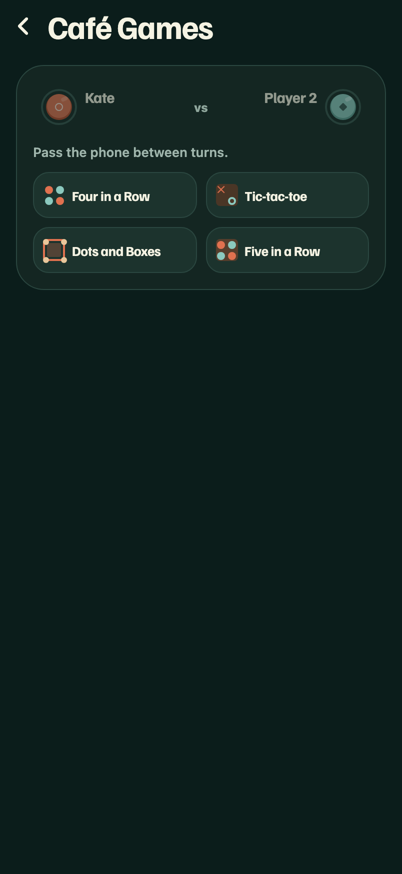 Café Games
Kate
vs
Player 2
Pass the phone between turns.
Four in a Row
Tic-tac-toe
Dots and Boxes
Five in a Row